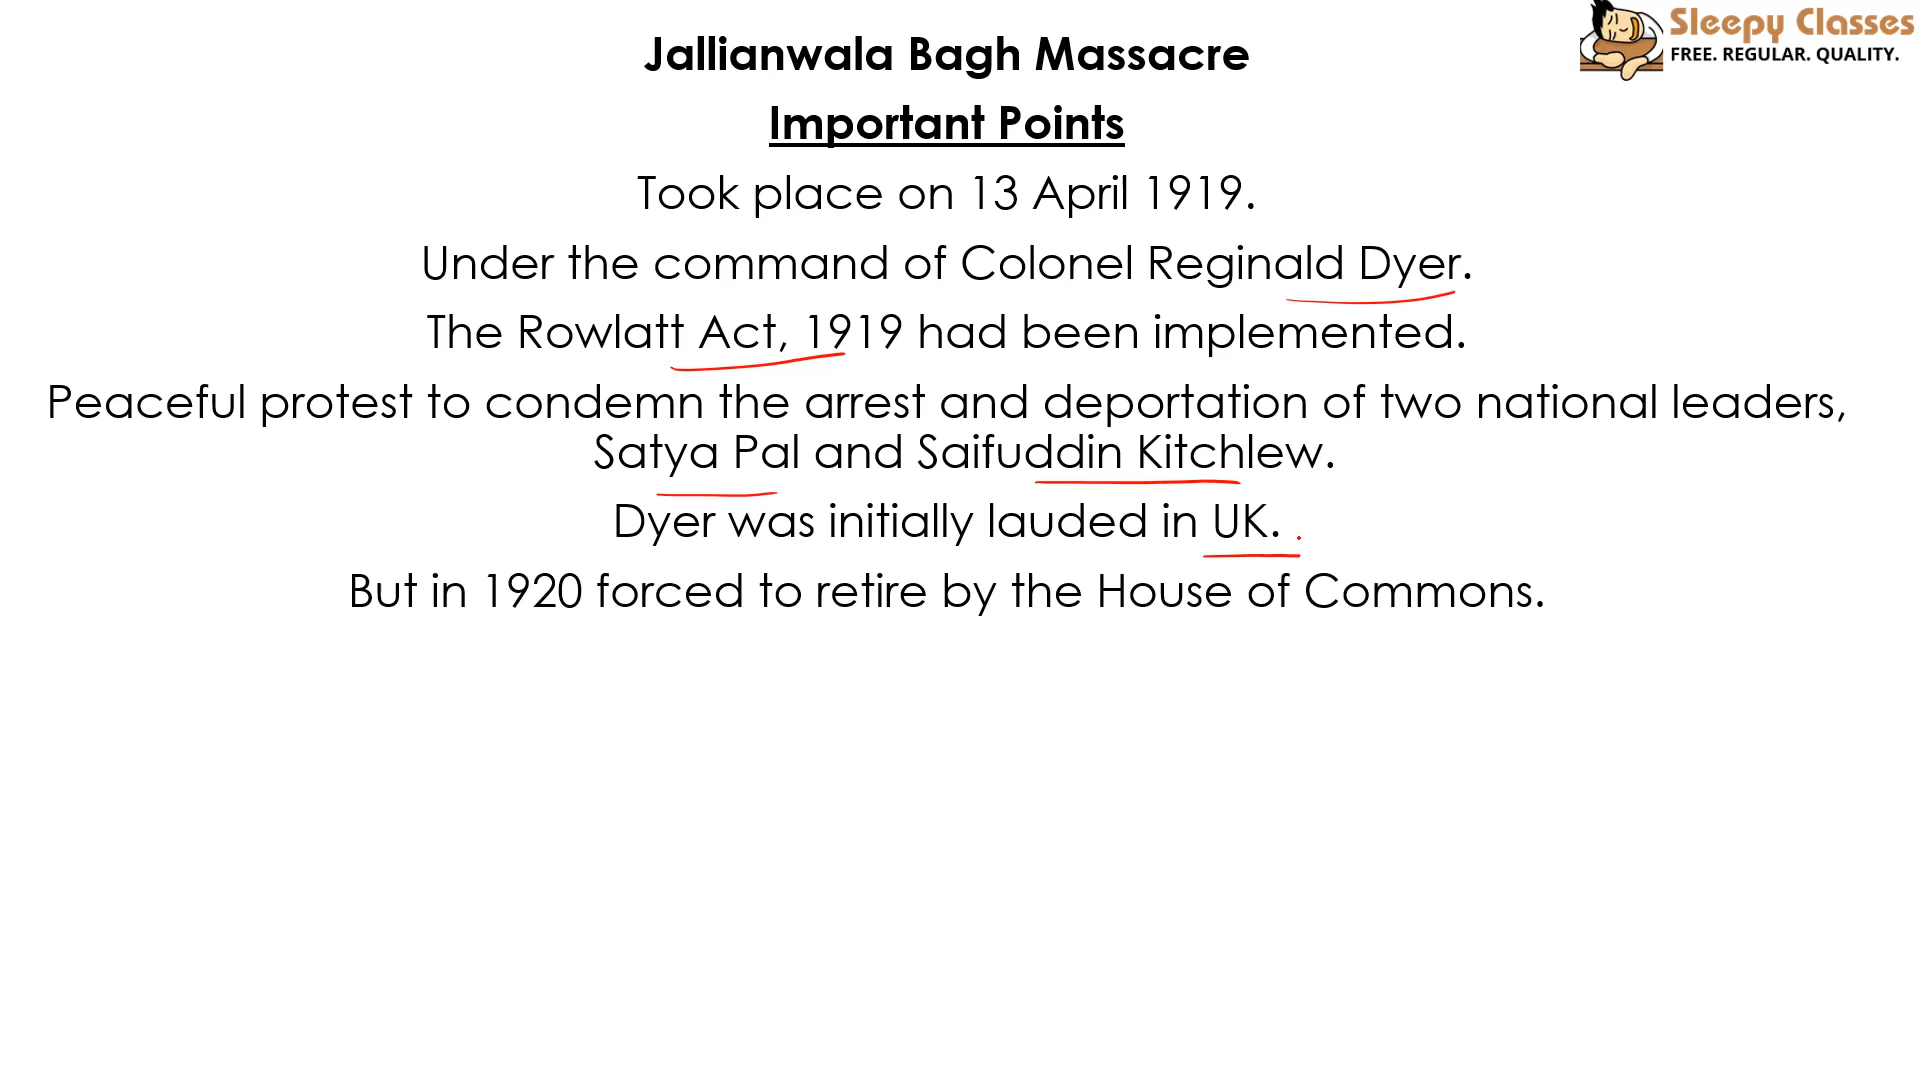 Sleepy Classes
FREE. REGULAR. QUALITY.
Jallianwala Bagh Massacre
Important Points
Took place on 13 April 1919.
Under the command of Colonel Reginald Dyer.
The Rowlatt Act, 1919 had been implemented.
Peaceful protest to condemn the arrest and deportation of two national leaders,
Satya Pal and Saifuddin Kitchlew.
Dyer was initially lauded in UK.
But in 1920 forced to retire by the House of Commons.